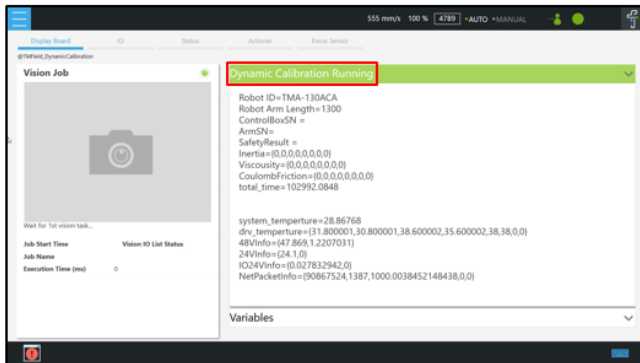 555 mm/s 100 % 4789 •AUTO •MANUAL
Display Board IO Status Actioner Force Sensor
@TMField_DynamicCalibration
Vision Job
Wait for 1st vision task...
Job Start Time Vision IO List Status
Job Name
Execution Time (ms) 0
Dynamic Calibration Running
Robot ID=TMA-130ACA
Robot Arm Length=1300
ControlBoxSN =
ArmSN=
SafetyResult =
Inertia={0,0,0,0,0,0,0,0}
Viscousity={0,0,0,0,0,0,0,0}
CoulombFriction={0,0,0,0,0,0,0,0}
total_time=102992.0848
system_temperture=28.86768
drv_temperture={31.800001,30.800001,38.600002,35.600002,38,38,0,0}
48VInfo={47.869,1.2207031}
24VInfo={24.1,0}
IO24VInfo={0.027832942,0}
NetPacketInfo={90867524,1387,1000.0038452148438,0,0}
Variables